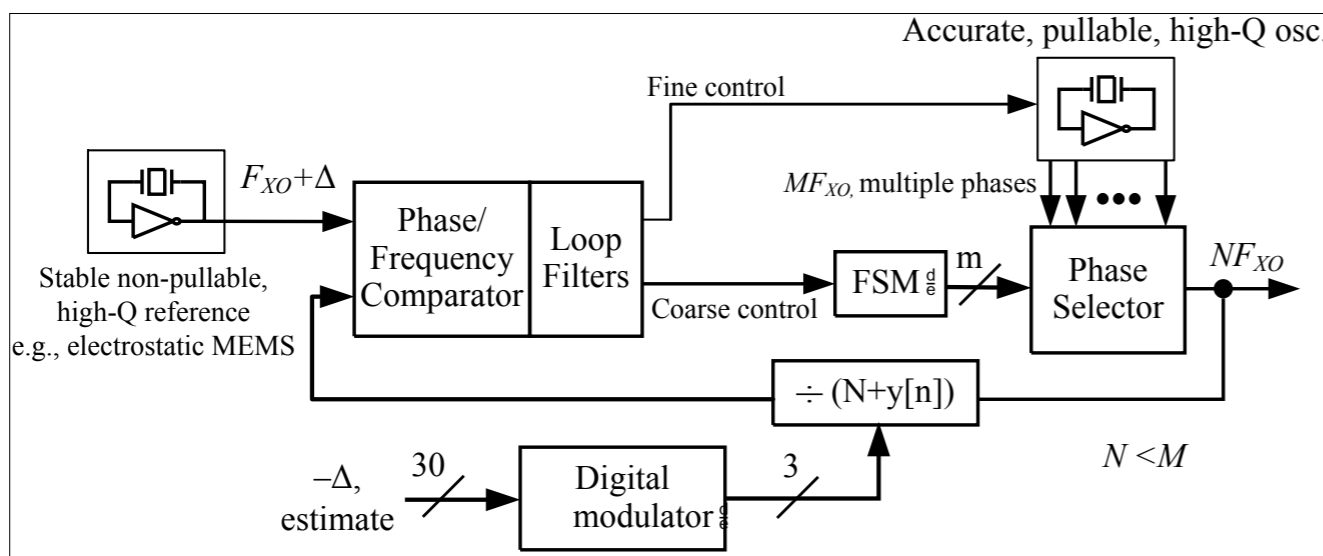 Accurate, pullable, high-Q osc.
Fine control
F_XO+Δ
MF_XO, multiple phases
Phase/
Frequency
Comparator
Loop
Filters
Stable non-pullable,
high-Q reference
e.g., electrostatic MEMS
Coarse control
FSM
m
Phase
Selector
NF_XO
÷ (N+y[n])
N <M
–Δ,
estimate
30
Digital
modulator
3